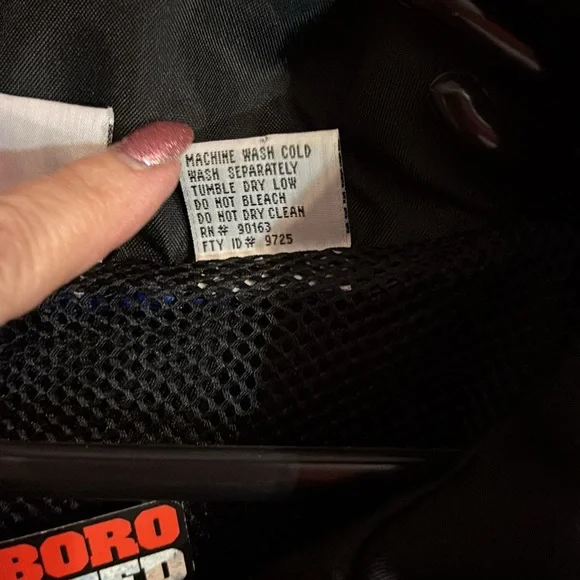 MACHINE WASH COLD
WASH SEPARATELY
TUMBLE DRY LOW
DO NOT BLEACH
DO NOT DRY CLEAN
RN# 90163
FTY ID# 9725
BORO